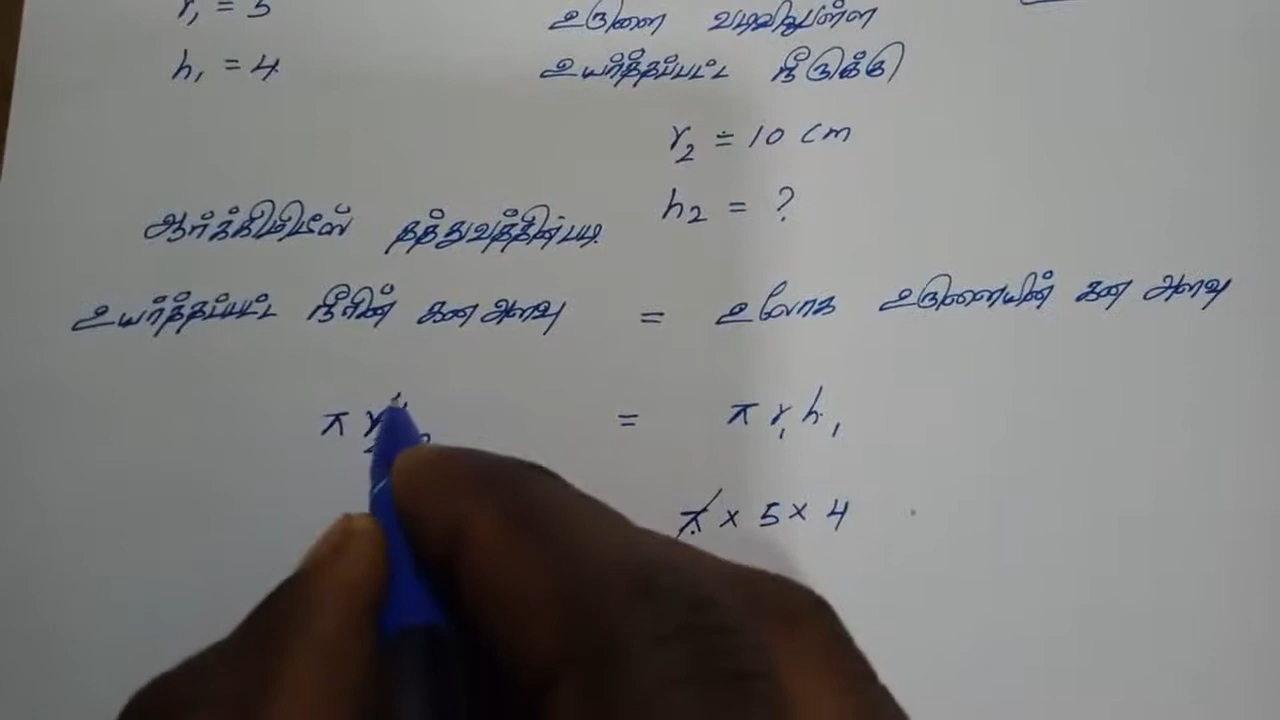 r₁ = 5
உருளை வடிவிலுள்ள
h₁ = 4
உயர்த்தப்பட்ட நீருக்கு
r₂ = 10 cm
h₂ = ?
ஆர்க்கிமிடீஸ் தத்துவத்தின்படி
உயர்த்தப்பட்ட நீரின் கன அளவு = உலோக உருளையின் கன அளவு
π r = π r₁ h₁
π × 5 × 4